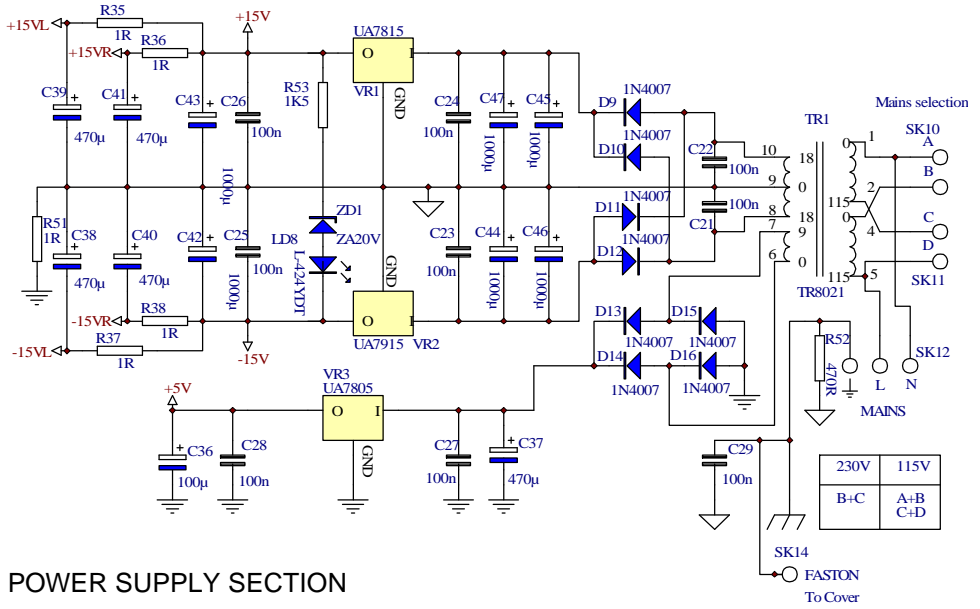 R35
+15VL
1R
+15V
R36
+15VR
1R
UA7815
O
I
VR1
GND
R53
1K5
C39
470µ
C41
470µ
C43
1000µ
C26
100n
C24
100n
C47
1000µ
C45
1000µ
D9
1N4007
D10
1N4007
D11
1N4007
D12
1N4007
C22
100n
100n
C21
TR1
10
9
8
7
6
18
0
18
9
0
0
115
0
115
1
2
4
5
TR8021
Mains selection
SK10
A
B
C
D
SK11
R51
1R
C38
470µ
C40
470µ
C42
1000µ
C25
100n
ZD1
ZA20V
LD8
L-424YDT
GND
C23
100n
C44
1000µ
C46
1000µ
-15VR
R38
1R
-15VL
R37
1R
-15V
O
I
UA7915
VR2
D13
1N4007
D15
1N4007
D14
1N4007
D16
1N4007
R52
470R
SK12
L
N
MAINS
+5V
VR3
UA7805
O
I
GND
C36
100µ
C28
100n
C27
100n
C37
470µ
C29
100n
230V
115V
B+C
A+B
C+D
SK14
FASTON
To Cover
POWER SUPPLY SECTION